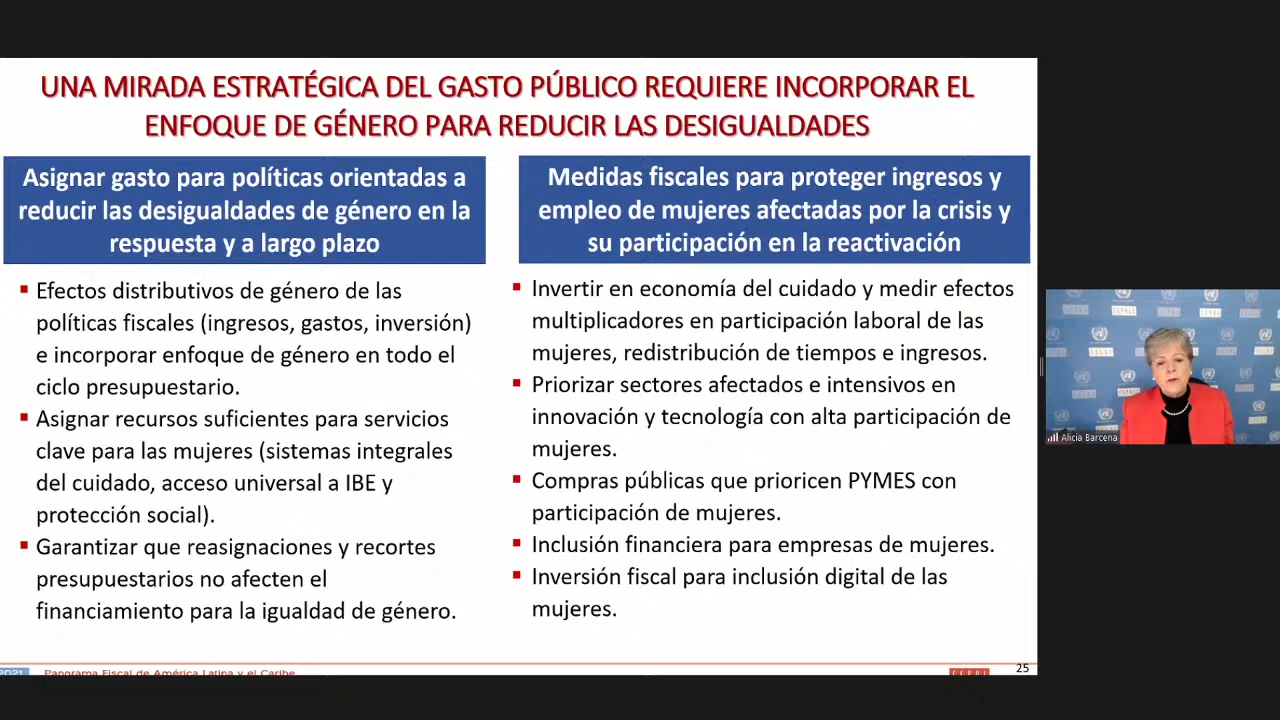 UNA MIRADA ESTRATÉGICA DEL GASTO PÚBLICO REQUIERE INCORPORAR EL
ENFOQUE DE GÉNERO PARA REDUCIR LAS DESIGUALDADES
Asignar gasto para políticas orientadas a
reducir las desigualdades de género en la
respuesta y a largo plazo
▪ Efectos distributivos de género de las
políticas fiscales (ingresos, gastos, inversión)
e incorporar enfoque de género en todo el
ciclo presupuestario.
▪ Asignar recursos suficientes para servicios
clave para las mujeres (sistemas integrales
del cuidado, acceso universal a IBE y
protección social).
▪ Garantizar que reasignaciones y recortes
presupuestarios no afecten el
financiamiento para la igualdad de género.
Medidas fiscales para proteger ingresos y
empleo de mujeres afectadas por la crisis y
su participación en la reactivación
▪ Invertir en economía del cuidado y medir efectos
multiplicadores en participación laboral de las
mujeres, redistribución de tiempos e ingresos.
▪ Priorizar sectores afectados e intensivos en
innovación y tecnología con alta participación de
mujeres.
▪ Compras públicas que prioricen PYMES con
participación de mujeres.
▪ Inclusión financiera para empresas de mujeres.
▪ Inversión fiscal para inclusión digital de las
mujeres.
2021 Panorama Fiscal de América Latina y el Caribe
CEPAL
25
Alicia Barcena